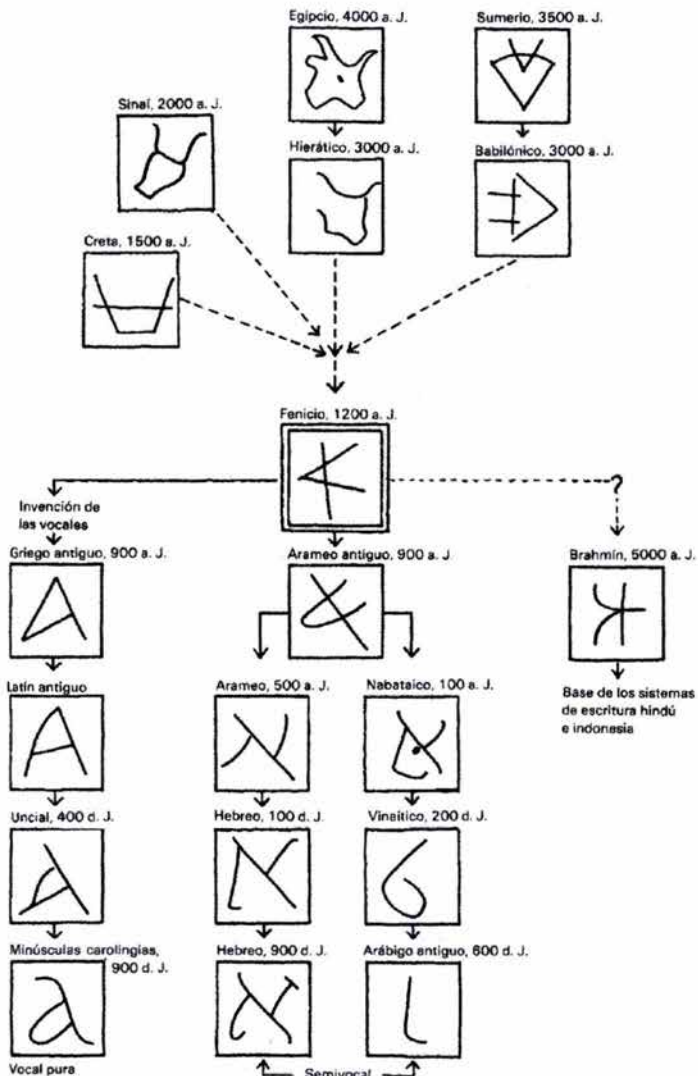 Egipcio, 4000 a. J.
Sumerio, 3500 a. J.
Sinaí, 2000 a. J.
Hierático, 3000 a. J.
Babilónico, 3000 a. J.
Creta, 1500 a. J.
Fenicio, 1200 a. J.
?
Invención de
las vocales
Griego antiguo, 900 a. J.
Arameo antiguo, 900 a. J
Brahmín, 5000 a. J.
Latín antiguo
Arameo, 500 a. J.
Nabataico, 100 a. J.
Base de los sistemas
de escritura hindú
e indonesia
Uncial, 400 d. J.
Hebreo, 100 d. J.
Vinaítico, 200 d. J.
Minúsculas carolingias,
900 d. J.
Hebreo, 900 d. J.
Arábigo antiguo, 600 d. J.
Vocal pura
Semivocal